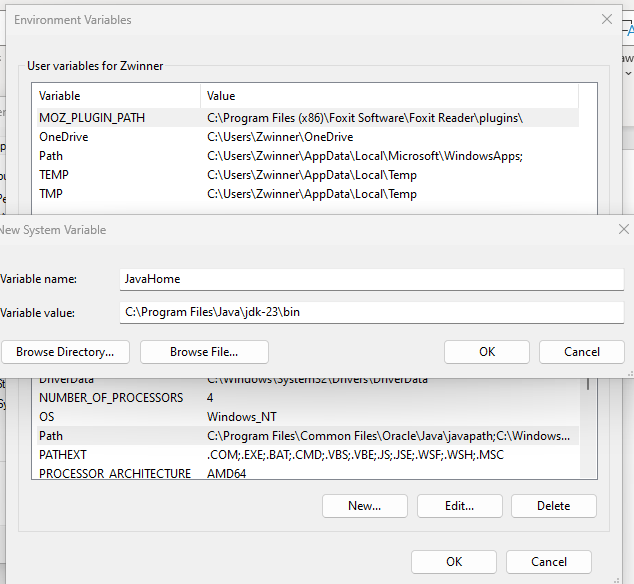 Environment Variables
User variables for Zwinner
Variable Value
MOZ_PLUGIN_PATH C:\Program Files (x86)\Foxit Software\Foxit Reader\plugins\
OneDrive C:\Users\Zwinner\OneDrive
Path C:\Users\Zwinner\AppData\Local\Microsoft\WindowsApps;
TEMP C:\Users\Zwinner\AppData\Local\Temp
TMP C:\Users\Zwinner\AppData\Local\Temp
New System Variable
Variable name: JavaHome
Variable value: C:\Program Files\Java\jdk-23\bin
Browse Directory... Browse File... OK Cancel
DriverData C:\Windows\System32\Drivers\DriverData
NUMBER_OF_PROCESSORS 4
OS Windows_NT
Path C:\Program Files\Common Files\Oracle\Java\javapath;C:\Windows...
PATHEXT .COM;.EXE;.BAT;.CMD;.VBS;.VBE;.JS;.JSE;.WSF;.WSH;.MSC
PROCESSOR_ARCHITECTURE AMD64
New... Edit... Delete
OK Cancel